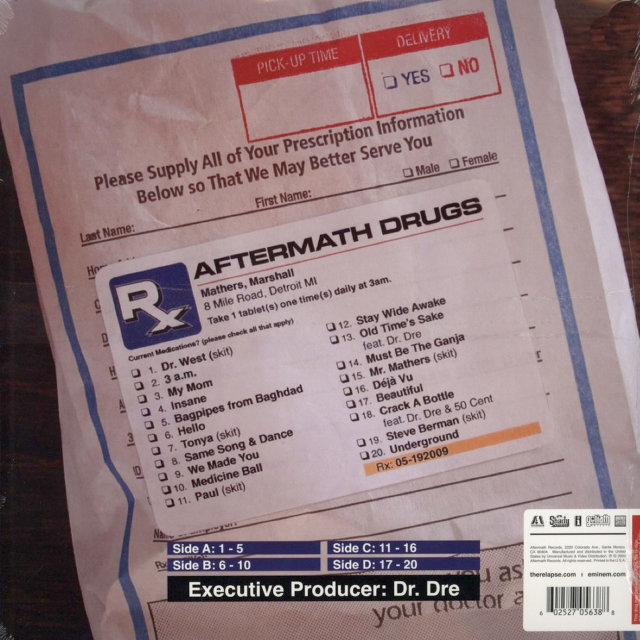 PICK-UP TIME
DELIVERY
YES NO
Please Supply All of Your Prescription Information
Below so That We May Better Serve You
Male Female
Last Name: First Name:
AFTERMATH DRUGS
Rx
Mathers, Marshall
8 Mile Road, Detroit MI
Take 1 tablet(s) one time(s) daily at 3am.
Current Medications? (please check all that apply)
1. Dr. West (skit)
2. 3 a.m.
3. My Mom
4. Insane
5. Bagpipes from Baghdad
6. Hello
7. Tonya (skit)
8. Same Song & Dance
9. We Made You
10. Medicine Ball
11. Paul (skit)
12. Stay Wide Awake
13. Old Time's Sake
feat. Dr. Dre
14. Must Be The Ganja
15. Mr. Mathers (skit)
16. Déjà Vu
17. Beautiful
18. Crack A Bottle
feat. Dr. Dre & 50 Cent
19. Steve Berman (skit)
20. Underground
Rx: 05-192009
Side A: 1 - 5
Side B: 6 - 10
Side C: 11 - 16
Side D: 17 - 20
Executive Producer: Dr. Dre
you as
your doctor a
Shady
therelapse.com | eminem.com
6 02527 05638 8